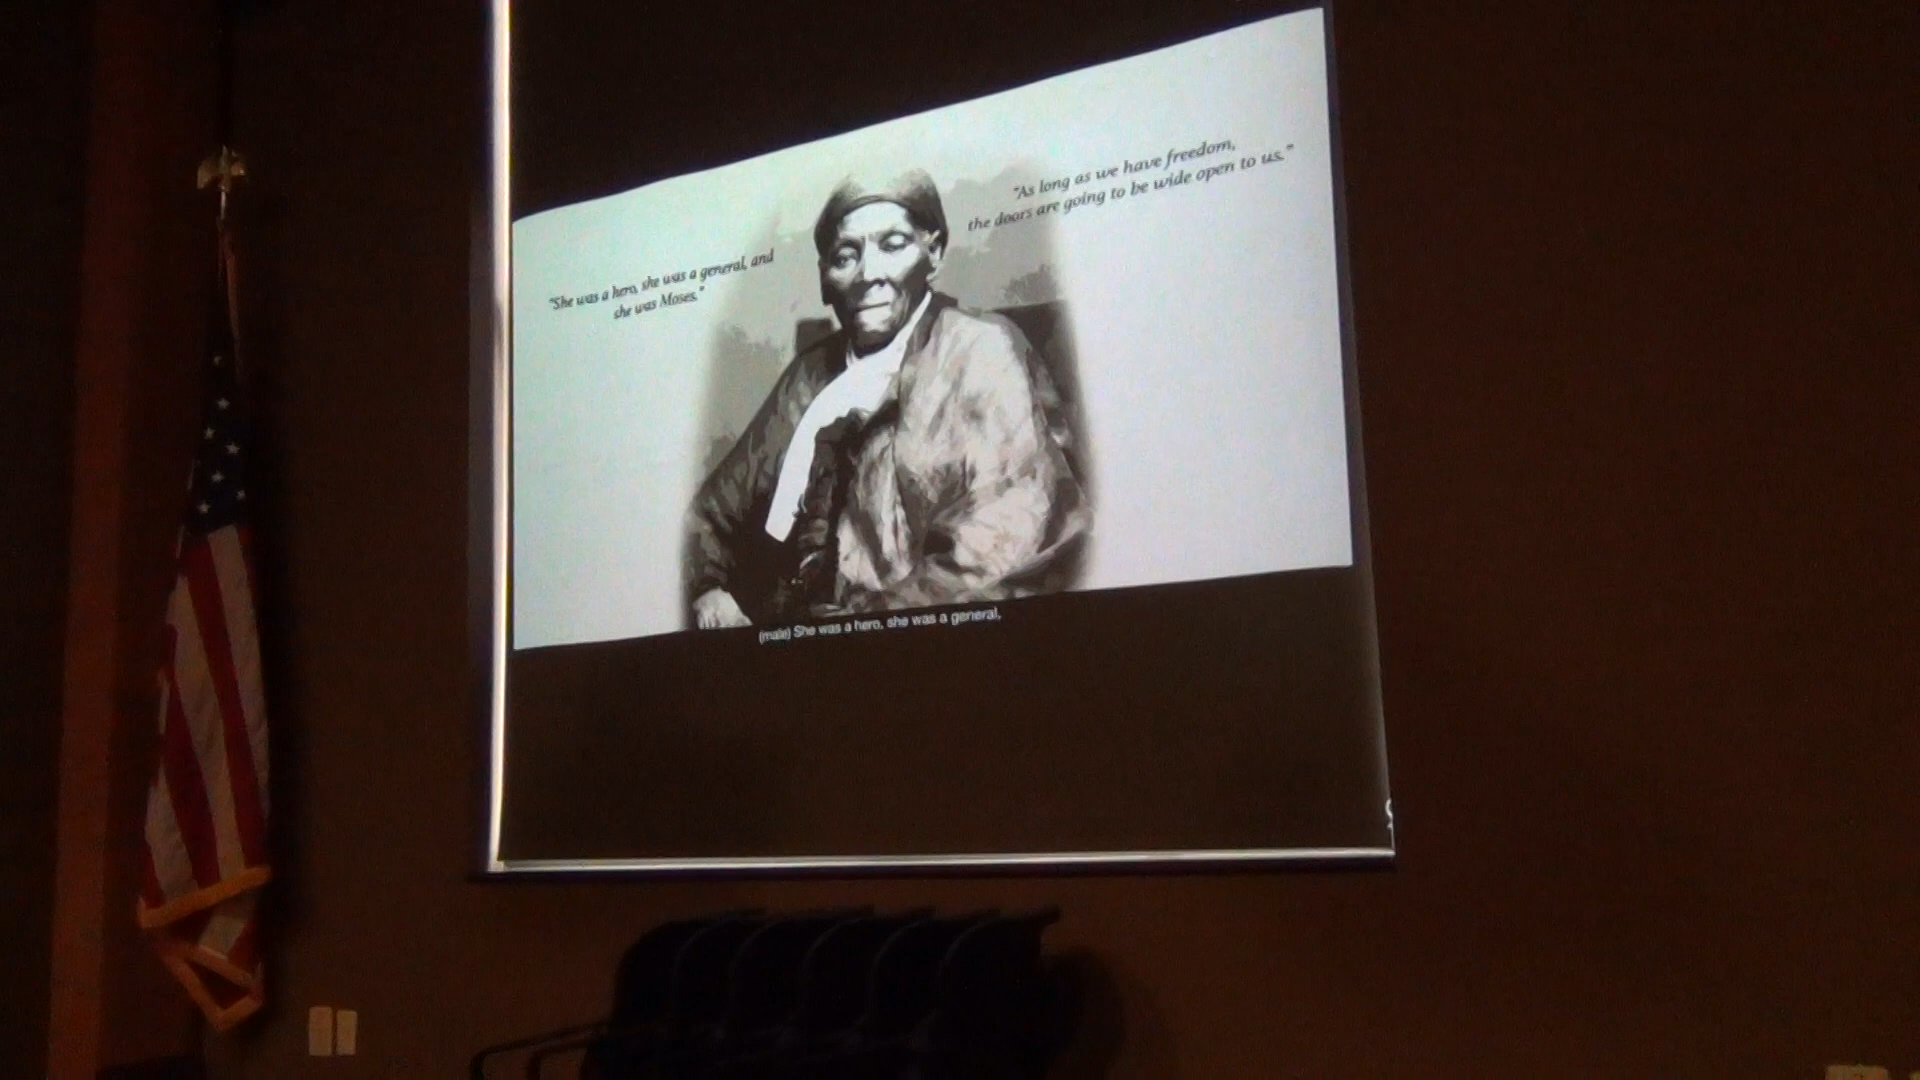 "She was a hero, she was a general, and
she was Moses."
"As long as we have freedom,
the doors are going to be wide open to us."
(male) She was a hero, she was a general,